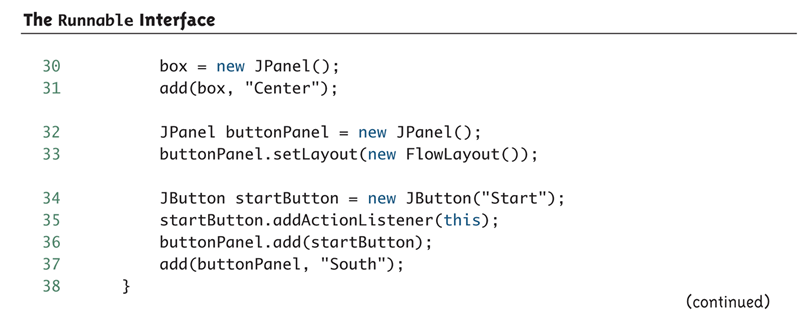 The Runnable Interface
30 box = new JPanel();
31 add(box, "Center");
32 JPanel buttonPanel = new JPanel();
33 buttonPanel.setLayout(new FlowLayout());
34 JButton startButton = new JButton("Start");
35 startButton.addActionListener(this);
36 buttonPanel.add(startButton);
37 add(buttonPanel, "South");
38 }
(continued)